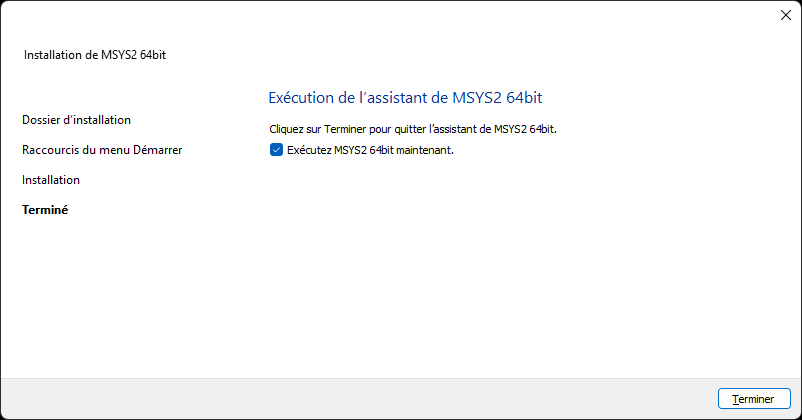 Installation de MSYS2 64bit
Dossier d’installation
Raccourcis du menu Démarrer
Installation
Terminé
Exécution de l’assistant de MSYS2 64bit
Cliquez sur Terminer pour quitter l’assistant de MSYS2 64bit.
Exécutez MSYS2 64bit maintenant.
Terminer